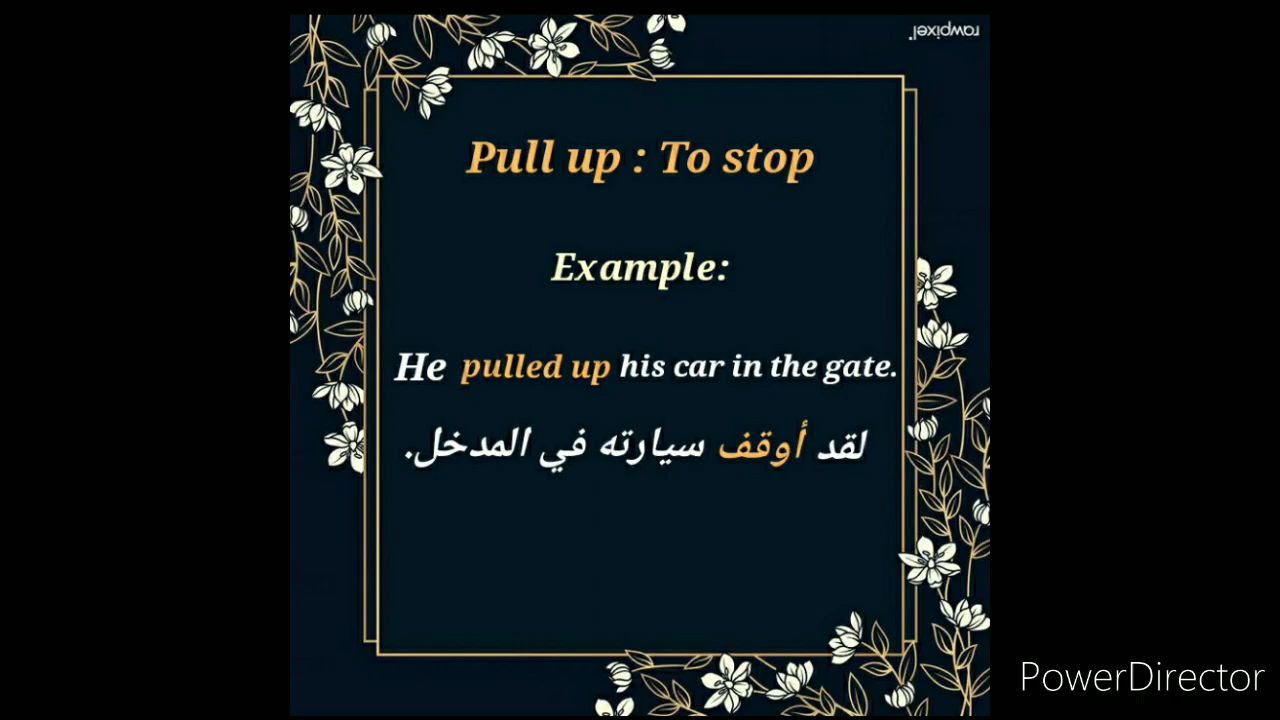 rawpixel
Pull up : To stop
Example:
He pulled up his car in the gate.
لقد أوقف سيارته في المدخل.
PowerDirector